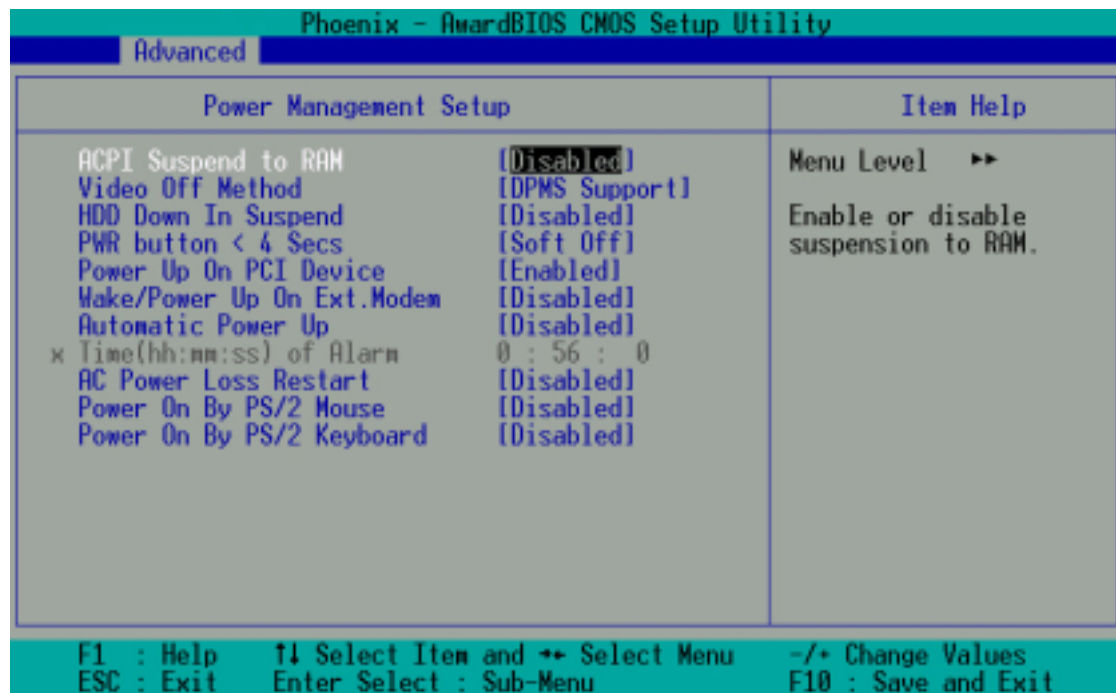 Phoenix - AwardBIOS CMOS Setup Utility
Advanced
Power Management Setup
Item Help
ACPI Suspend to RAM [Disabled]
Video Off Method [DPMS Support]
HDD Down In Suspend [Disabled]
PWR button < 4 Secs [Soft Off]
Power Up On PCI Device [Enabled]
Wake/Power Up On Ext.Modem [Disabled]
Automatic Power Up [Disabled]
x Time(hh:mm:ss) of Alarm 0 : 56 : 0
AC Power Loss Restart [Disabled]
Power On By PS/2 Mouse [Disabled]
Power On By PS/2 Keyboard [Disabled]
Menu Level ►►
Enable or disable
suspension to RAM.
F1 : Help ↑↓ Select Item and →← Select Menu -/+ Change Values
ESC : Exit Enter Select : Sub-Menu F10 : Save and Exit